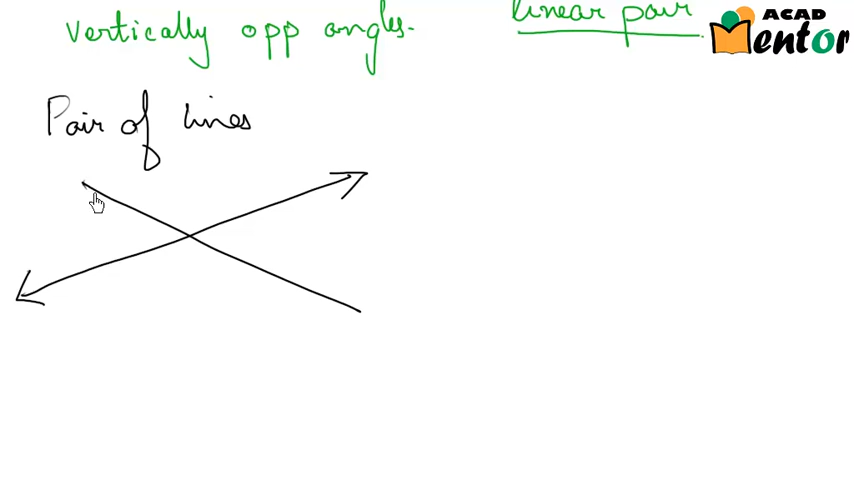 vertically opp angles.
linear pair
ACAD
mentor
Pair of lines